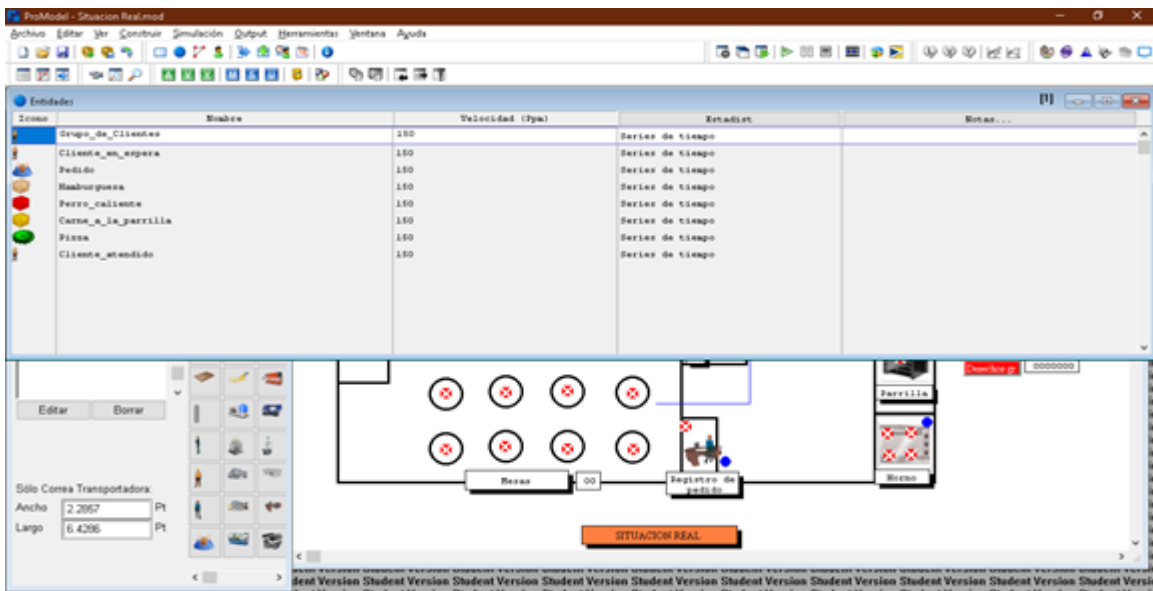 ProModel - Situacion Real.mod
Archivo Editar Ver Construir Simulación Output Herramientas Ventana Ayuda
Entidades
[1]
Icono Nombre Velocidad (Ppm) Estadist Notas...
Grupo_de_Clientes 150 Series de tiempo
Cliente_en_espera 150 Series de tiempo
Pedido 150 Series de tiempo
Hamburguesa 150 Series de tiempo
Perro_caliente 150 Series de tiempo
Carne_a_la_parrilla 150 Series de tiempo
Pizza 150 Series de tiempo
Cliente_atendido 150 Series de tiempo
Editar Borrar
Sólo Correa Transportadora:
Ancho 2.2857 Pt
Largo 6.4286 Pt
Parrilla
0000000
Horno
Mesas 00
Registro de
pedido
SITUACION REAL
Student Version Student Version Student Version Student Version Student Version Student Version Student Version Student Version